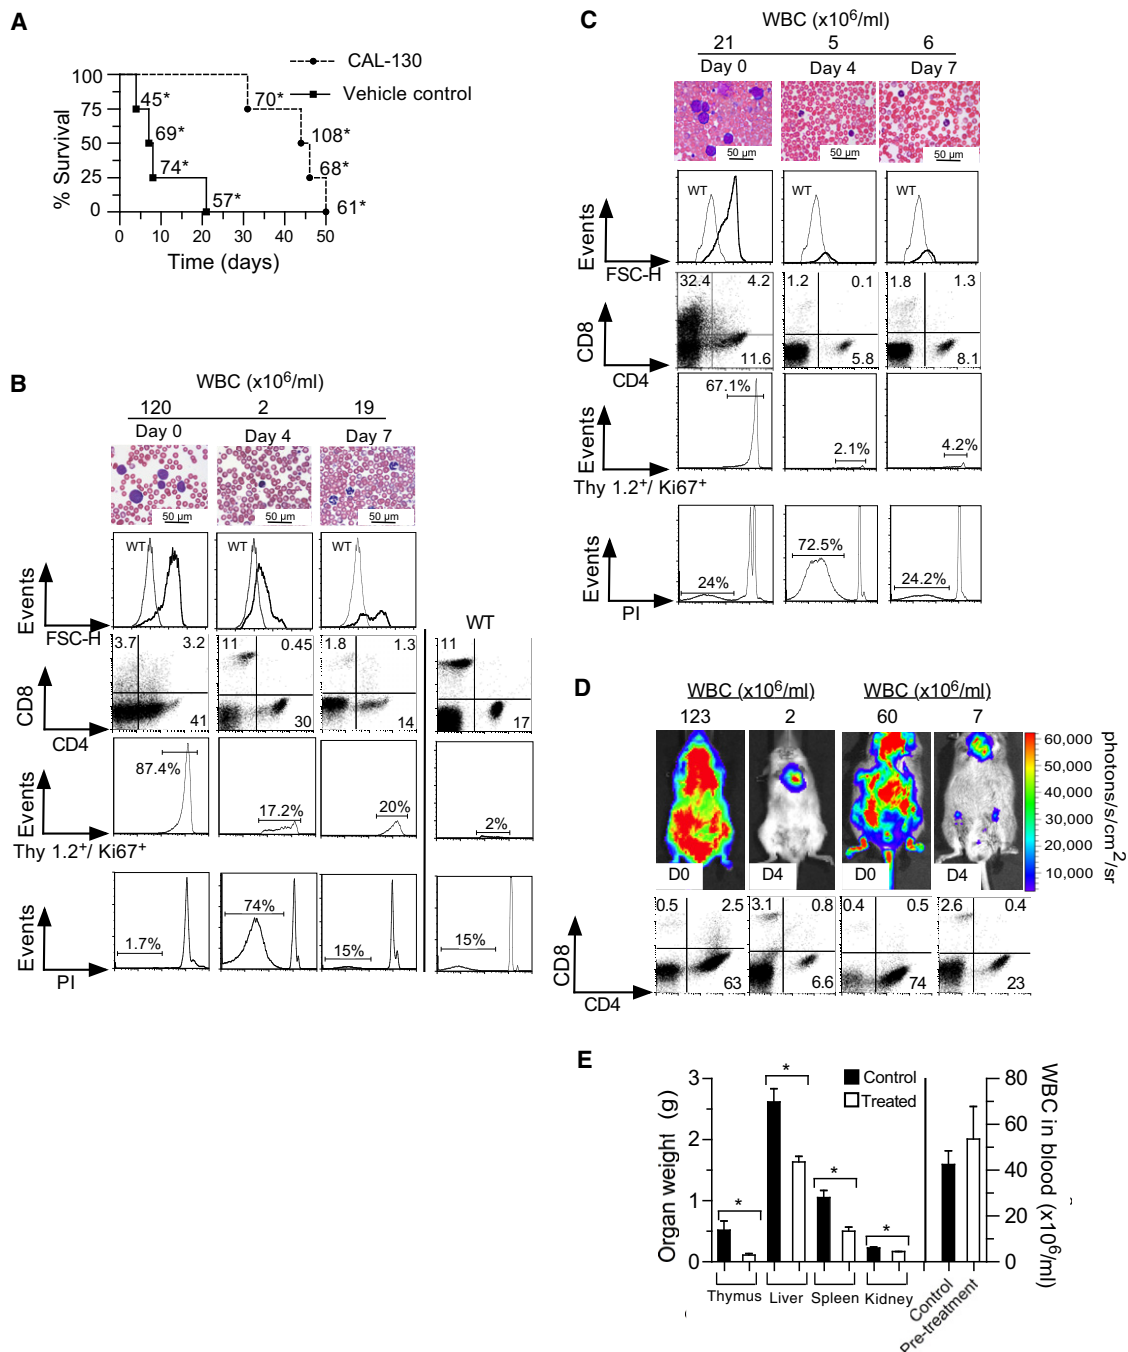 A
CAL-130
Vehicle control
% Survival
100
75
50
25
0
45*
69*
74*
57*
70*
108*
68*
61*
0 10 20 30 40 50
Time (days)
B
WBC (x10⁶/ml)
120 2 19
Day 0 Day 4 Day 7
50 µm 50 µm 50 µm
WT WT WT
Events
FSC-H
WT
3.7 3.2 11 0.45 1.8 1.3 11
CD8
41 30 14 17
CD4
87.4% 17.2% 20% 2%
Events
Thy 1.2⁺/ Ki67⁺
1.7% 74% 15% 15%
Events
PI
C
WBC (x10⁶/ml)
21 5 6
Day 0 Day 4 Day 7
50 µm 50 µm 50 µm
WT WT WT
Events
FSC-H
32.4 4.2 1.2 0.1 1.8 1.3
CD8
11.6 5.8 8.1
CD4
67.1% 2.1% 4.2%
Events
Thy 1.2⁺/ Ki67⁺
24% 72.5% 24.2%
Events
PI
D
WBC (x10⁶/ml) WBC (x10⁶/ml)
123 2 60 7
D0 D4 D0 D4
60,000
50,000
40,000
30,000
20,000
10,000
photons/s/cm²/sr
0.5 2.5 3.1 0.8 0.4 0.5 2.6 0.4
CD8
63 6.6 74 23
CD4
E
Control
Treated
Organ weight (g)
3
2
1
0
* * * *
Thymus Liver Spleen Kidney
Control
Pre-treatment
80
60
40
20
0
WBC in blood (x10⁶/ml)